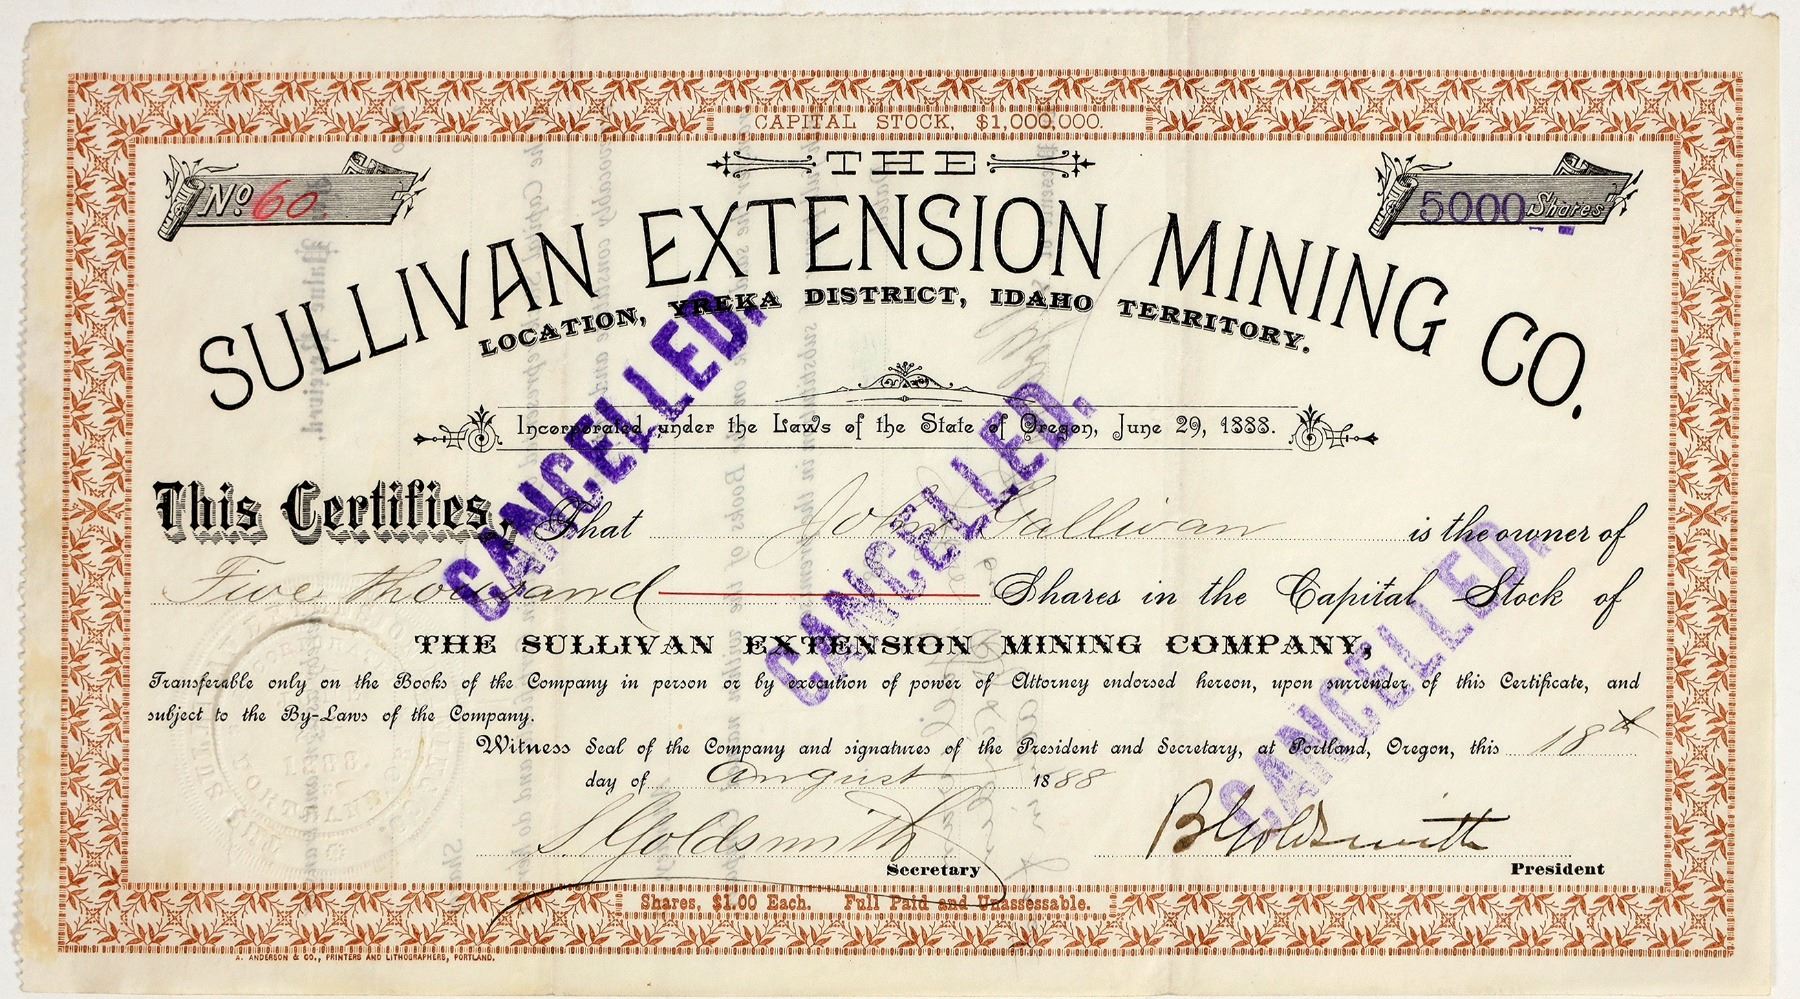 CAPITAL STOCK, $1,000,000.
THE
No. 60.
5000 Shares
SULLIVAN EXTENSION MINING CO.
LOCATION, YREKA DISTRICT, IDAHO TERRITORY.
Incorporated under the Laws of the State of Oregon, June 29, 1888.
This Certifies, That John Gallivan is the owner of
Five thousand Shares in the Capital Stock of
THE SULLIVAN EXTENSION MINING COMPANY,
Transferable only on the Books of the Company in person or by execution of power of Attorney endorsed hereon, upon surrender of this Certificate, and
subject to the By-Laws of the Company.
Witness Seal of the Company and signatures of the President and Secretary, at Portland, Oregon, this 18th
day of August 1888
S Goldsmith
B Goldsmith
Secretary
President
Shares, $1.00 Each. Full Paid and Unassessable.
A. ANDERSON & CO., PRINTERS AND LITHOGRAPHERS, PORTLAND.
CANCELLED.
CANCELLED.
CANCELLED.